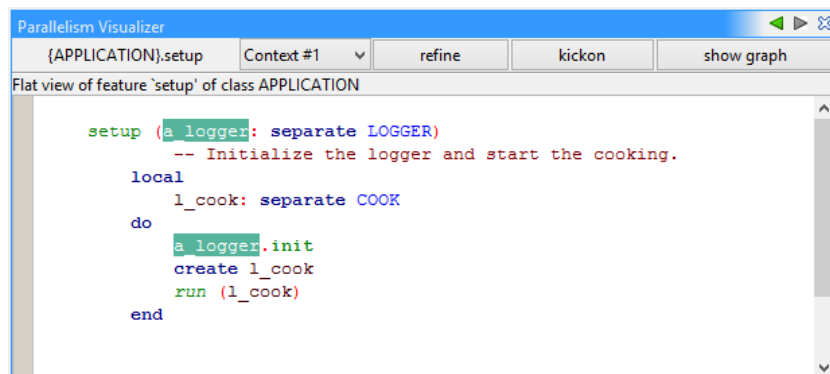 Parallelism Visualizer
{APPLICATION}.setup Context #1 refine kickon show graph
Flat view of feature `setup' of class APPLICATION
setup (a_logger: separate LOGGER)
-- Initialize the logger and start the cooking.
local
l_cook: separate COOK
do
a_logger.init
create l_cook
run (l_cook)
end